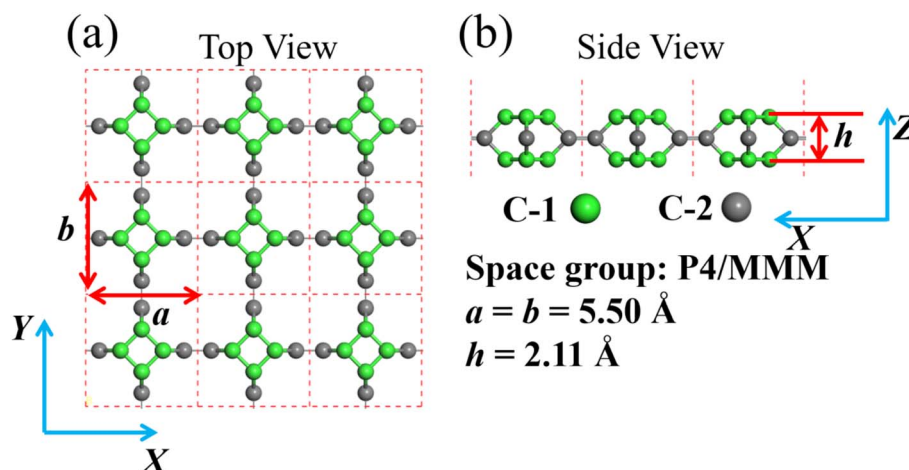 (a)
Top View
b
a
Y
X
(b)
Side View
h
Z
C-1
C-2
X
Space group: P4/MMM
a = b = 5.50 Å
h = 2.11 Å